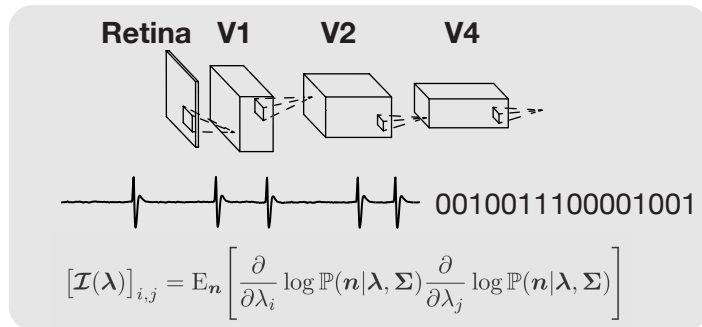 Retina V1 V2 V4
0010011100001001
[𝓘(λ)]_{i,j} = E_n[ ∂/∂λ_i log ℙ(n|λ, Σ) ∂/∂λ_j log ℙ(n|λ, Σ) ]